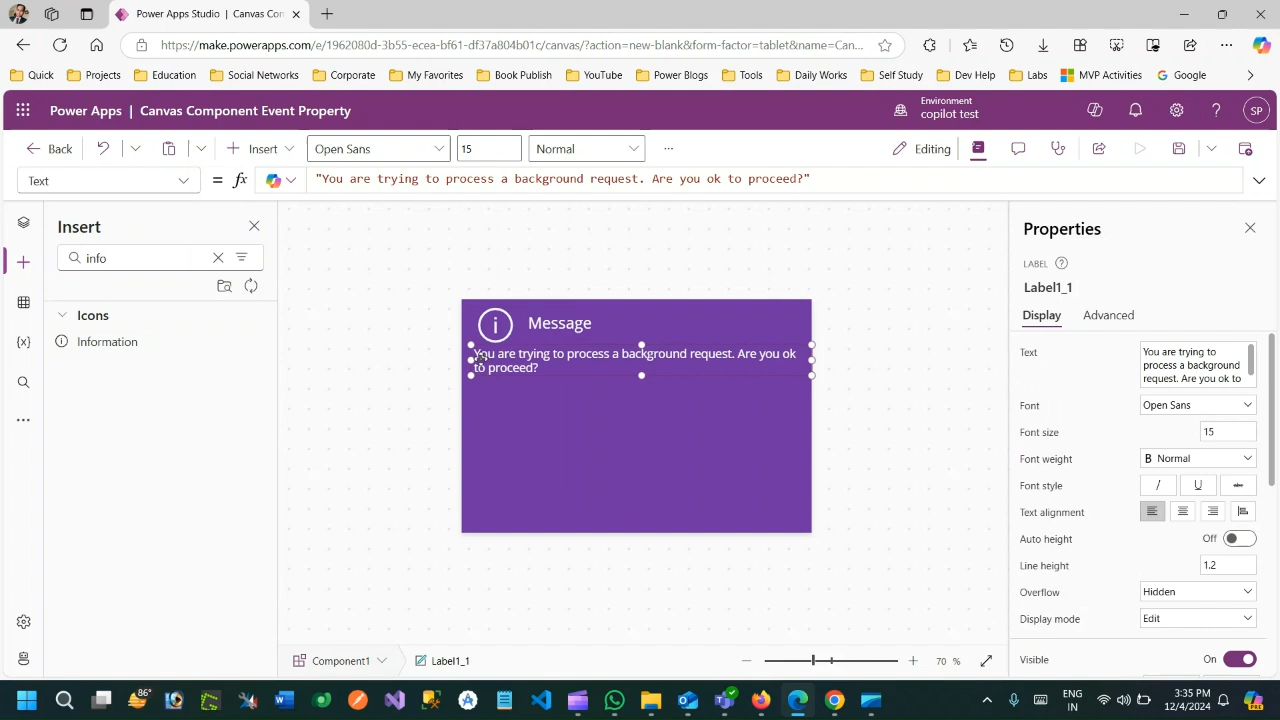 Power Apps Studio | Canvas Con
https://make.powerapps.com/e/1962080d-3b55-ecea-bf61-df37a804b01c/canvas/?action=new-blank&form-factor=tablet&name=Can...
Quick Projects Education Social Networks Corporate My Favorites Book Publish YouTube Power Blogs Tools Daily Works Self Study Dev Help Labs MVP Activities Google
Power Apps | Canvas Component Event Property
Environment
copilot test
SP
Back Insert Open Sans 15 Normal ... Editing
Text = fx "You are trying to process a background request. Are you ok to proceed?"
Insert
info
Icons
Information
Message
You are trying to process a background request. Are you ok
to proceed?
Component1 Label1_1
70 %
Properties
LABEL
Label1_1
Display Advanced
Text
You are trying to
process a background
request. Are you ok to
Font Open Sans
Font size 15
Font weight B Normal
Font style / U abc
Text alignment
Auto height Off
Line height 1.2
Overflow Hidden
Display mode Edit
Visible On
86°
ENG
IN
3:35 PM
12/4/2024